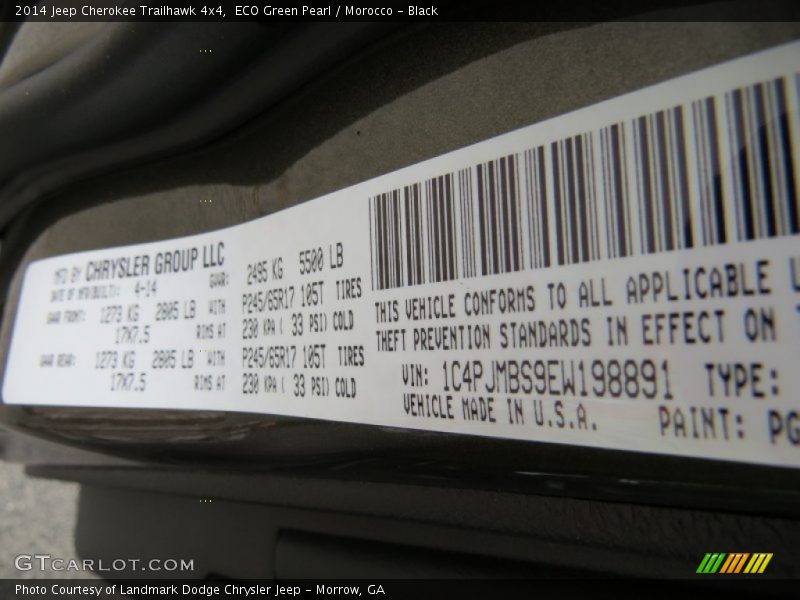 2014 Jeep Cherokee Trailhawk 4x4, ECO Green Pearl / Morocco - Black
MFD BY CHRYSLER GROUP LLC
DATE OF MFR(BUILT): 4-14 GVWR: 2495 KG 5500 LB
GAWR FRONT: 1273 KG 2805 LB WITH P245/65R17 105T TIRES
17X7.5 RIMS AT 230 KPA ( 33 PSI) COLD
GAWR REAR: 1273 KG 2805 LB WITH P245/65R17 105T TIRES
17X7.5 RIMS AT 230 KPA ( 33 PSI) COLD
THIS VEHICLE CONFORMS TO ALL APPLICABLE
THEFT PREVENTION STANDARDS IN EFFECT ON
VIN: 1C4PJMBS9EW198891 TYPE:
VEHICLE MADE IN U.S.A. PAINT: PG
GTCARLOT.COM
Photo Courtesy of Landmark Dodge Chrysler Jeep - Morrow, GA